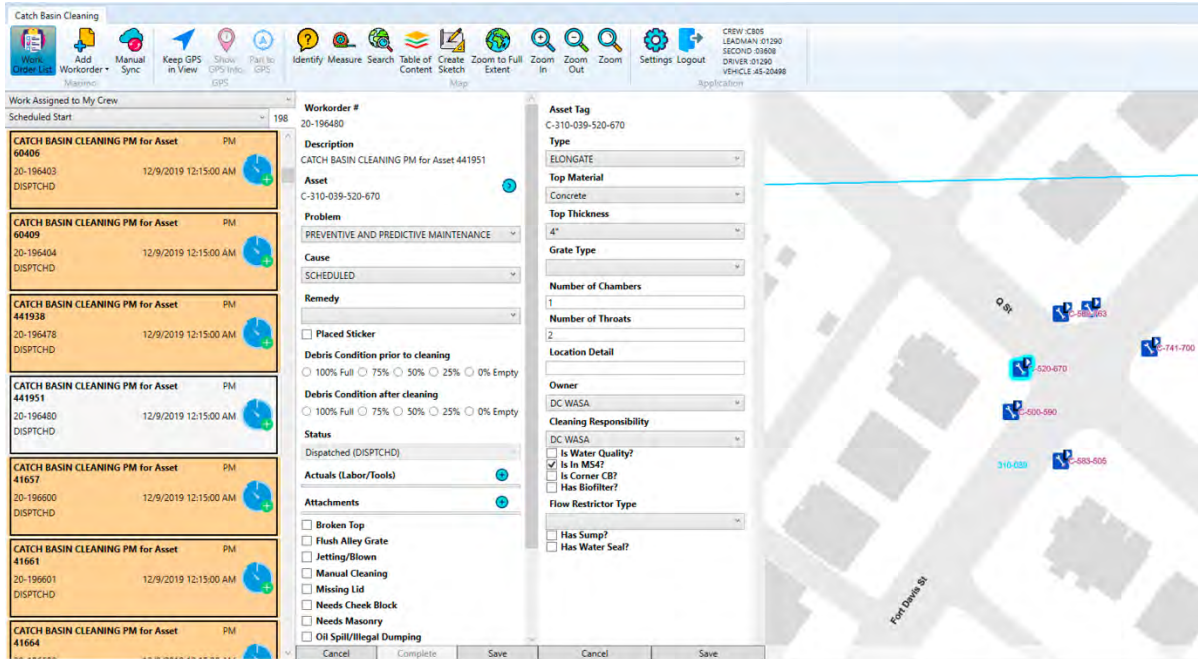 Catch Basin Cleaning
Work Order List
Add Workorder
Manual Sync
Maximo
Keep GPS in View
Show GPS Info
Pan to GPS
GPS
Identify
Measure
Search
Table of Content
Create Sketch
Zoom to Full Extent
Zoom In
Zoom Out
Zoom
Map
Settings
Logout
CREW :CB05
LEADMAN :01290
SECOND :03608
DRIVER :01290
VEHICLE :AS-20498
Application
Work Assigned to My Crew
Scheduled Start 198
CATCH BASIN CLEANING PM for Asset PM
60406
20-196403 12/9/2019 12:15:00 AM
DISPTCHD
CATCH BASIN CLEANING PM for Asset PM
60409
20-196404 12/9/2019 12:15:00 AM
DISPTCHD
CATCH BASIN CLEANING PM for Asset PM
441938
20-196478 12/9/2019 12:15:00 AM
DISPTCHD
CATCH BASIN CLEANING PM for Asset PM
441951
20-196480 12/9/2019 12:15:00 AM
DISPTCHD
CATCH BASIN CLEANING PM for Asset PM
41657
20-196600 12/9/2019 12:15:00 AM
DISPTCHD
CATCH BASIN CLEANING PM for Asset PM
41661
20-196601 12/9/2019 12:15:00 AM
DISPTCHD
CATCH BASIN CLEANING PM for Asset PM
41664
Workorder #
20-196480
Description
CATCH BASIN CLEANING PM for Asset 441951
Asset
C-310-039-520-670
Problem
PREVENTIVE AND PREDICTIVE MAINTENANCE
Cause
SCHEDULED
Remedy
Placed Sticker
Debris Condition prior to cleaning
100% Full 75% 50% 25% 0% Empty
Debris Condition after cleaning
100% Full 75% 50% 25% 0% Empty
Status
Dispatched (DISPTCHD)
Actuals (Labor/Tools)
Attachments
Broken Top
Flush Alley Grate
Jetting/Blown
Manual Cleaning
Missing Lid
Needs Cheek Block
Needs Masonry
Oil Spill/Illegal Dumping
Cancel Complete Save
Asset Tag
C-310-039-520-670
Type
ELONGATE
Top Material
Concrete
Top Thickness
4"
Grate Type
Number of Chambers
1
Number of Throats
2
Location Detail
Owner
DC WASA
Cleaning Responsibility
DC WASA
Is Water Quality?
Is In MS4?
Is Corner CB?
Has Biofilter?
Flow Restrictor Type
Has Sump?
Has Water Seal?
Cancel Save
Q St
C-741-700
-520-670
C-500-590
310-039
C-583-505
Fort Davis St